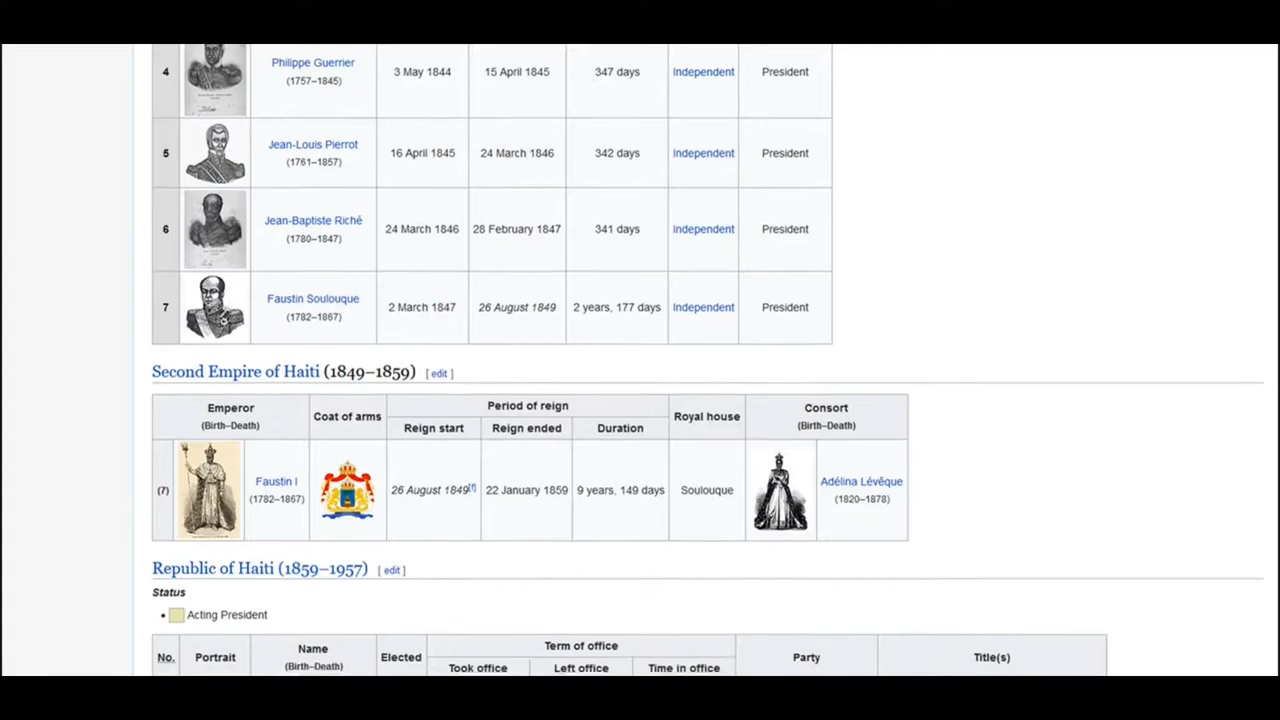 4 Philippe Guerrier (1757–1845) 3 May 1844 15 April 1845 347 days Independent President
5 Jean-Louis Pierrot (1761–1857) 16 April 1845 24 March 1846 342 days Independent President
6 Jean-Baptiste Riché (1780–1847) 24 March 1846 28 February 1847 341 days Independent President
7 Faustin Soulouque (1782–1867) 2 March 1847 26 August 1849 2 years, 177 days Independent President
Second Empire of Haiti (1849–1859) [ edit ]
Emperor (Birth–Death) Coat of arms Period of reign Royal house Consort (Birth–Death)
Reign start Reign ended Duration
(7) Faustin I (1782–1867) 26 August 1849[f] 22 January 1859 9 years, 149 days Soulouque Adélina Lévêque (1820–1878)
Republic of Haiti (1859–1957) [ edit ]
Status
• Acting President
No. Portrait Name (Birth–Death) Elected Term of office Party Title(s)
Took office Left office Time in office